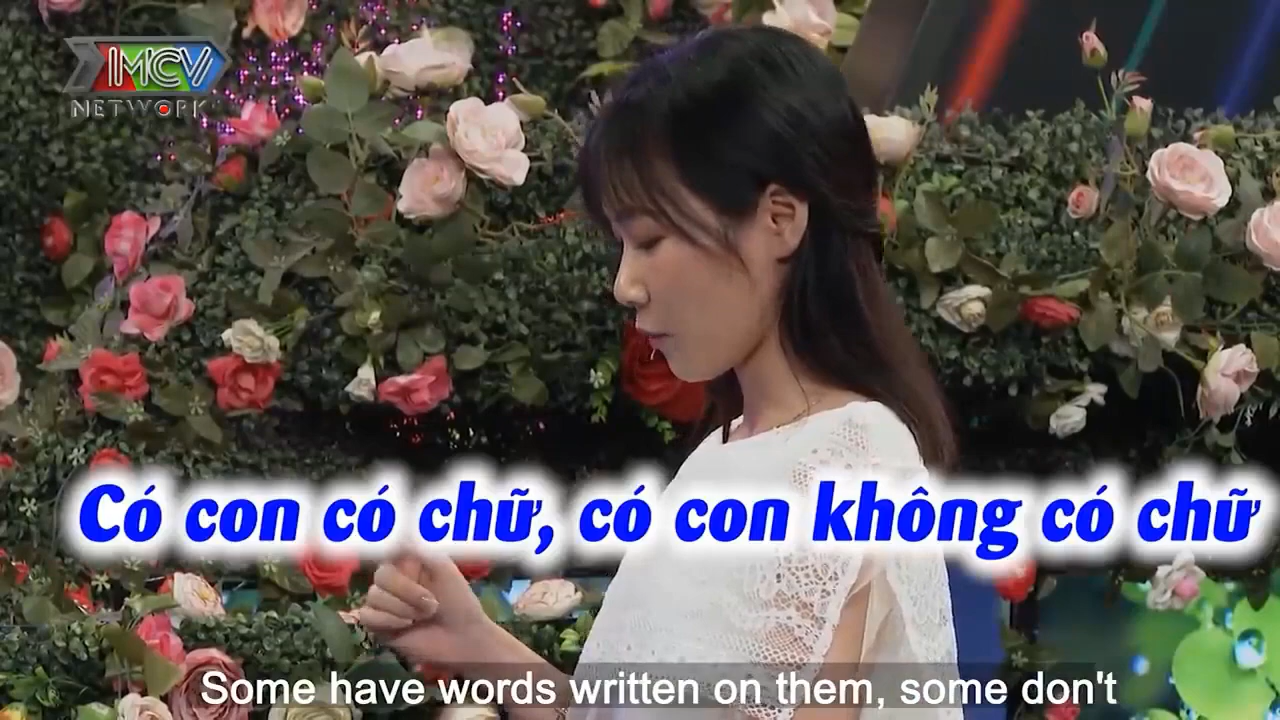 MCV
NETWORK
Có con có chữ, có con không có chữ
Some have words written on them, some don't